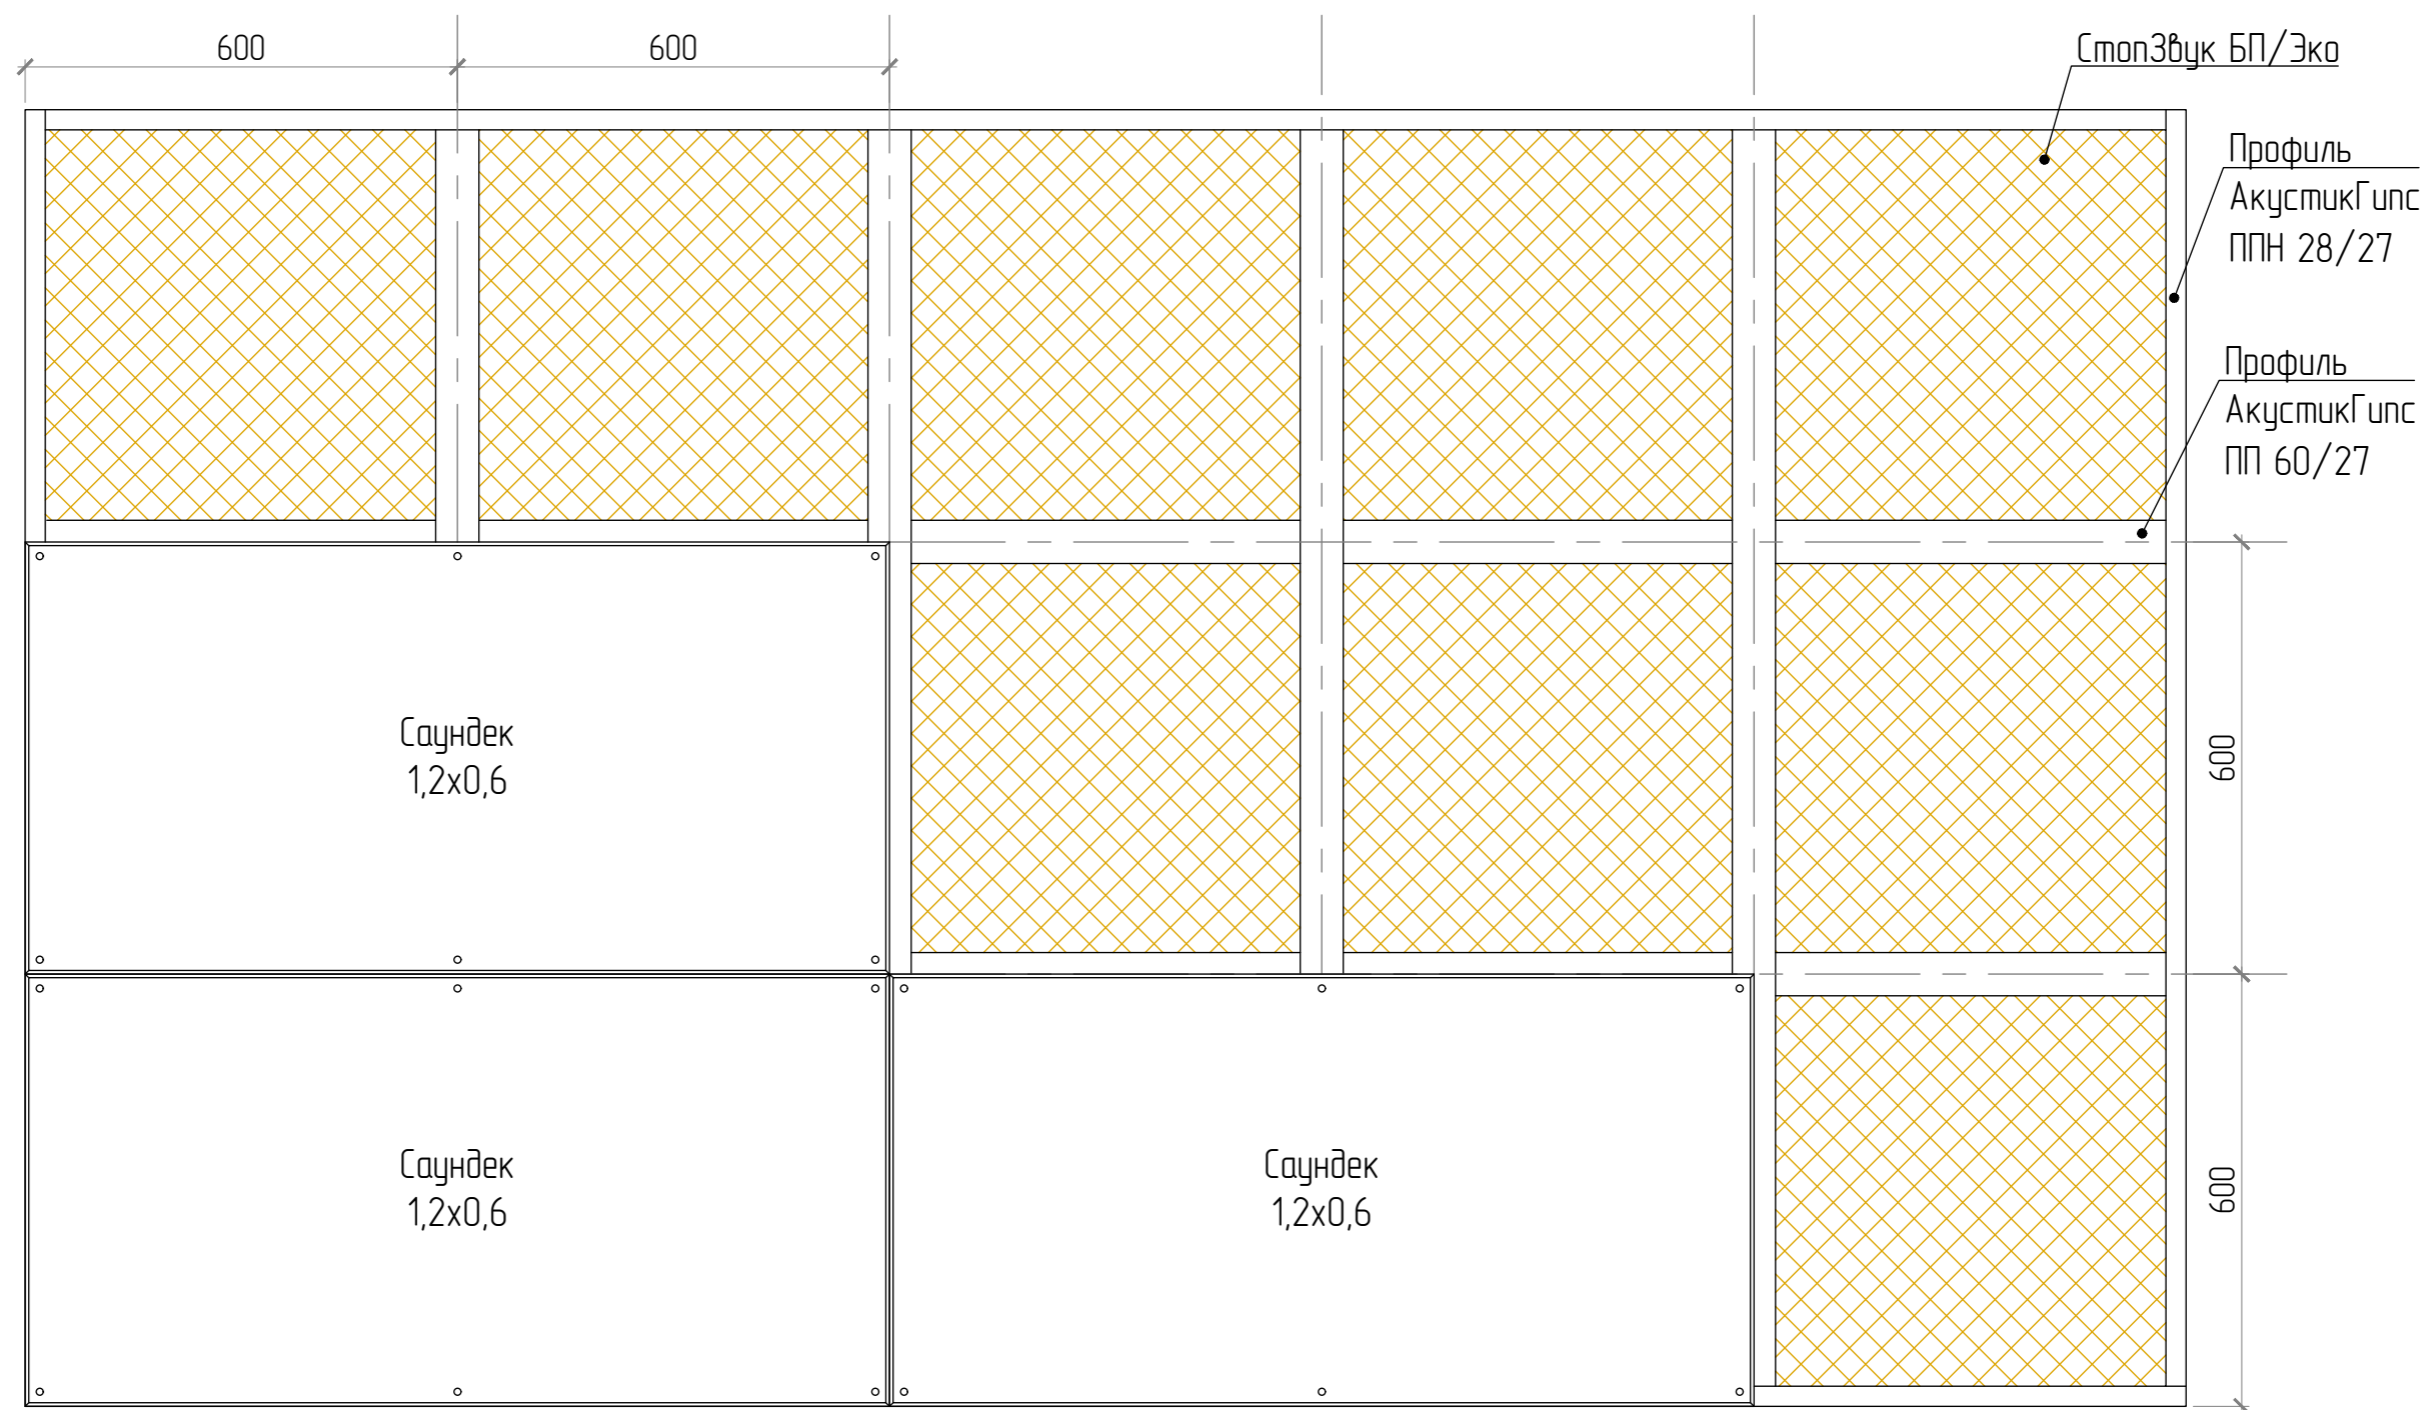 600
600
СтопЗвук БП/Эко
Профиль
АкустикГипс
ППН 28/27
Профиль
АкустикГипс
ПП 60/27
Саундек
1,2х0,6
600
Саундек
1,2х0,6
Саундек
1,2х0,6
600